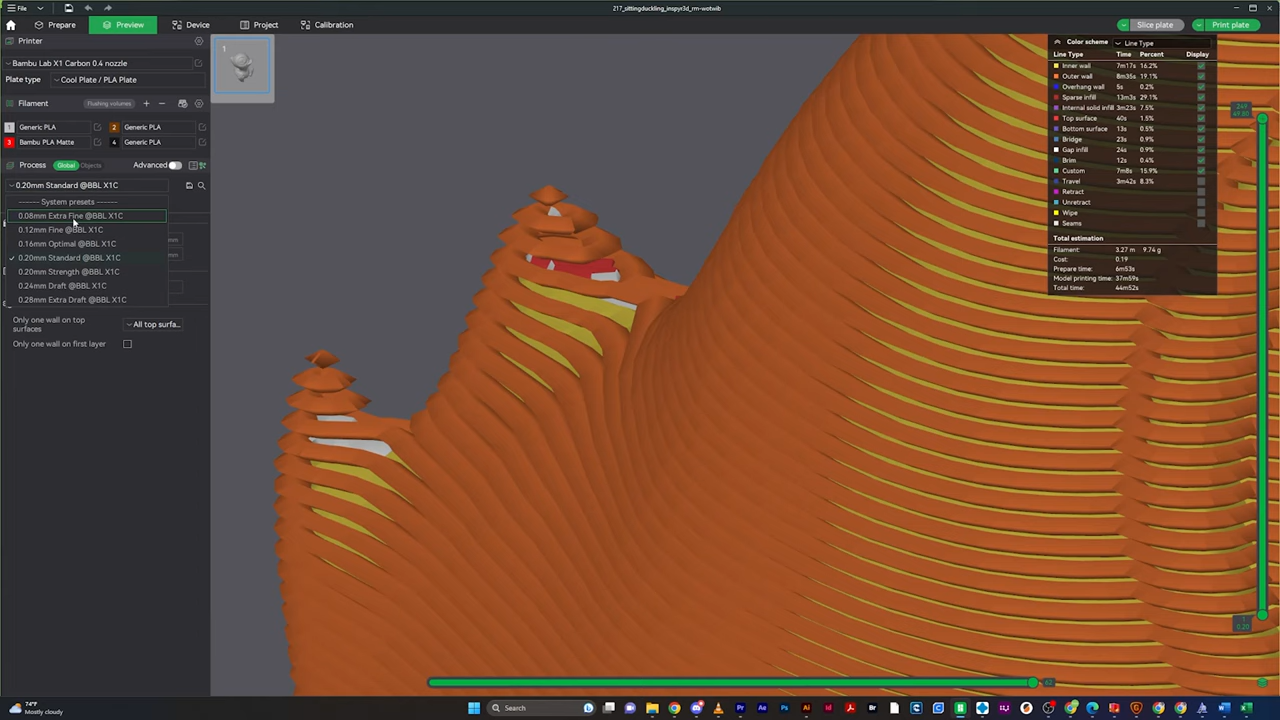 File
217_sittingduckling_inspyr3d_rm-wotwib
Prepare
Preview
Device
Project
Calibration
Slice plate
Print plate
Printer
Bambu Lab X1 Carbon 0.4 nozzle
Plate type
Cool Plate / PLA Plate
Filament
Flushing volumes
1 Generic PLA
2 Generic PLA
3 Bambu PLA Matte
4 Generic PLA
Process Global Objects Advanced
0.20mm Standard @BBL X1C
------- System presets -------
0.08mm Extra Fine @BBL X1C
0.12mm Fine @BBL X1C
0.16mm Optimal @BBL X1C
0.20mm Standard @BBL X1C
0.20mm Strength @BBL X1C
0.24mm Draft @BBL X1C
0.28mm Extra Draft @BBL X1C
mm
mm
Only one wall on top
surfaces
All top surfa...
Only one wall on first layer
1
Color scheme Line Type
Line Type Time Percent Display
Inner wall 7m17s 16.2%
Outer wall 8m35s 19.1%
Overhang wall 5s 0.2%
Sparse infill 13m3s 29.1%
Internal solid infill 3m23s 7.5%
Top surface 40s 1.5%
Bottom surface 13s 0.5%
Bridge 23s 0.9%
Gap infill 24s 0.9%
Brim 12s 0.4%
Custom 7m8s 15.9%
Travel 3m42s 8.3%
Retract
Unretract
Wipe
Seams
Total estimation
Filament: 3.27 m 9.74 g
Cost: 0.19
Prepare time: 6m53s
Model printing time: 37m59s
Total time: 44m52s
249
49.80
1
0.20
74°F
Mostly cloudy
Search